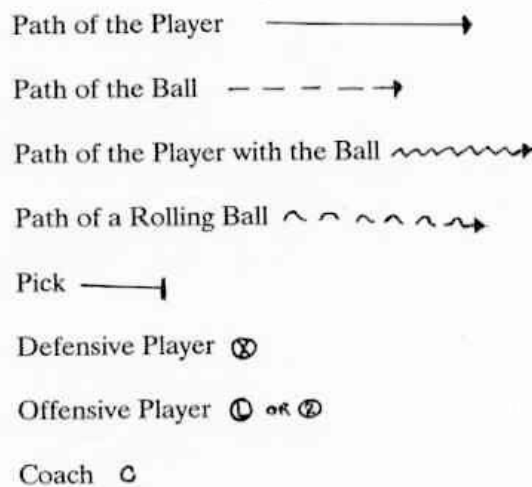 Path of the Player
Path of the Ball
Path of the Player with the Ball
Path of a Rolling Ball
Pick
Defensive Player Ⓧ
Offensive Player ① OR ②
Coach C